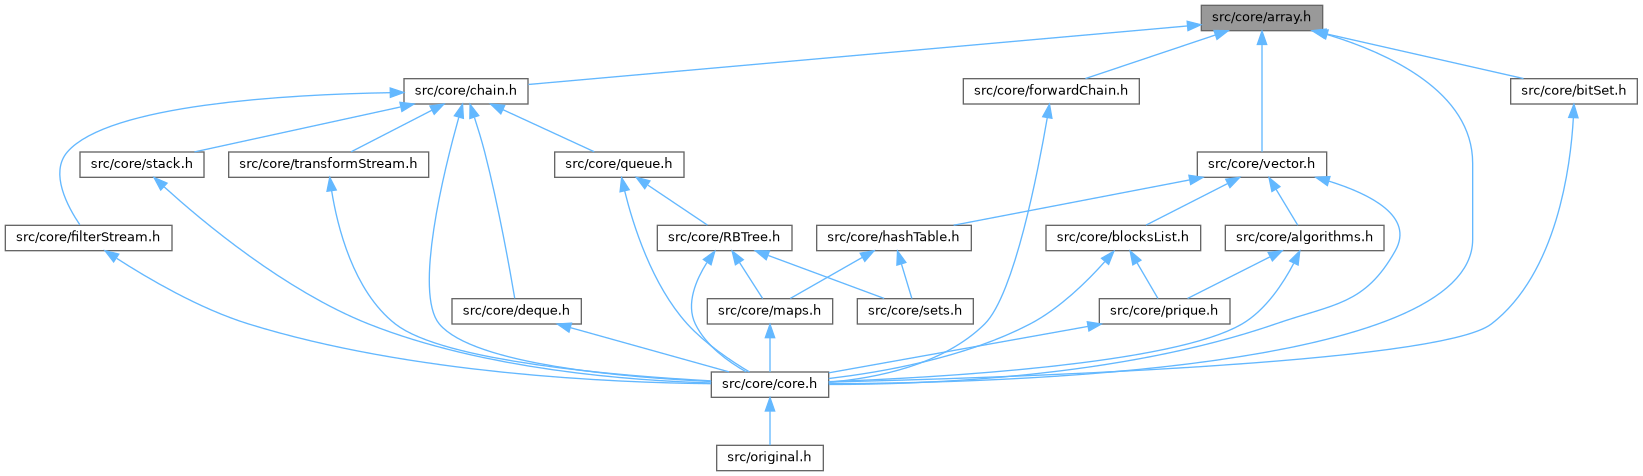 src/core/array.h
src/core/chain.h
src/core/forwardChain.h
src/core/bitSet.h
src/core/stack.h
src/core/transformStream.h
src/core/queue.h
src/core/vector.h
src/core/filterStream.h
src/core/RBTree.h
src/core/hashTable.h
src/core/blocksList.h
src/core/algorithms.h
src/core/deque.h
src/core/maps.h
src/core/sets.h
src/core/prique.h
src/core/core.h
src/original.h